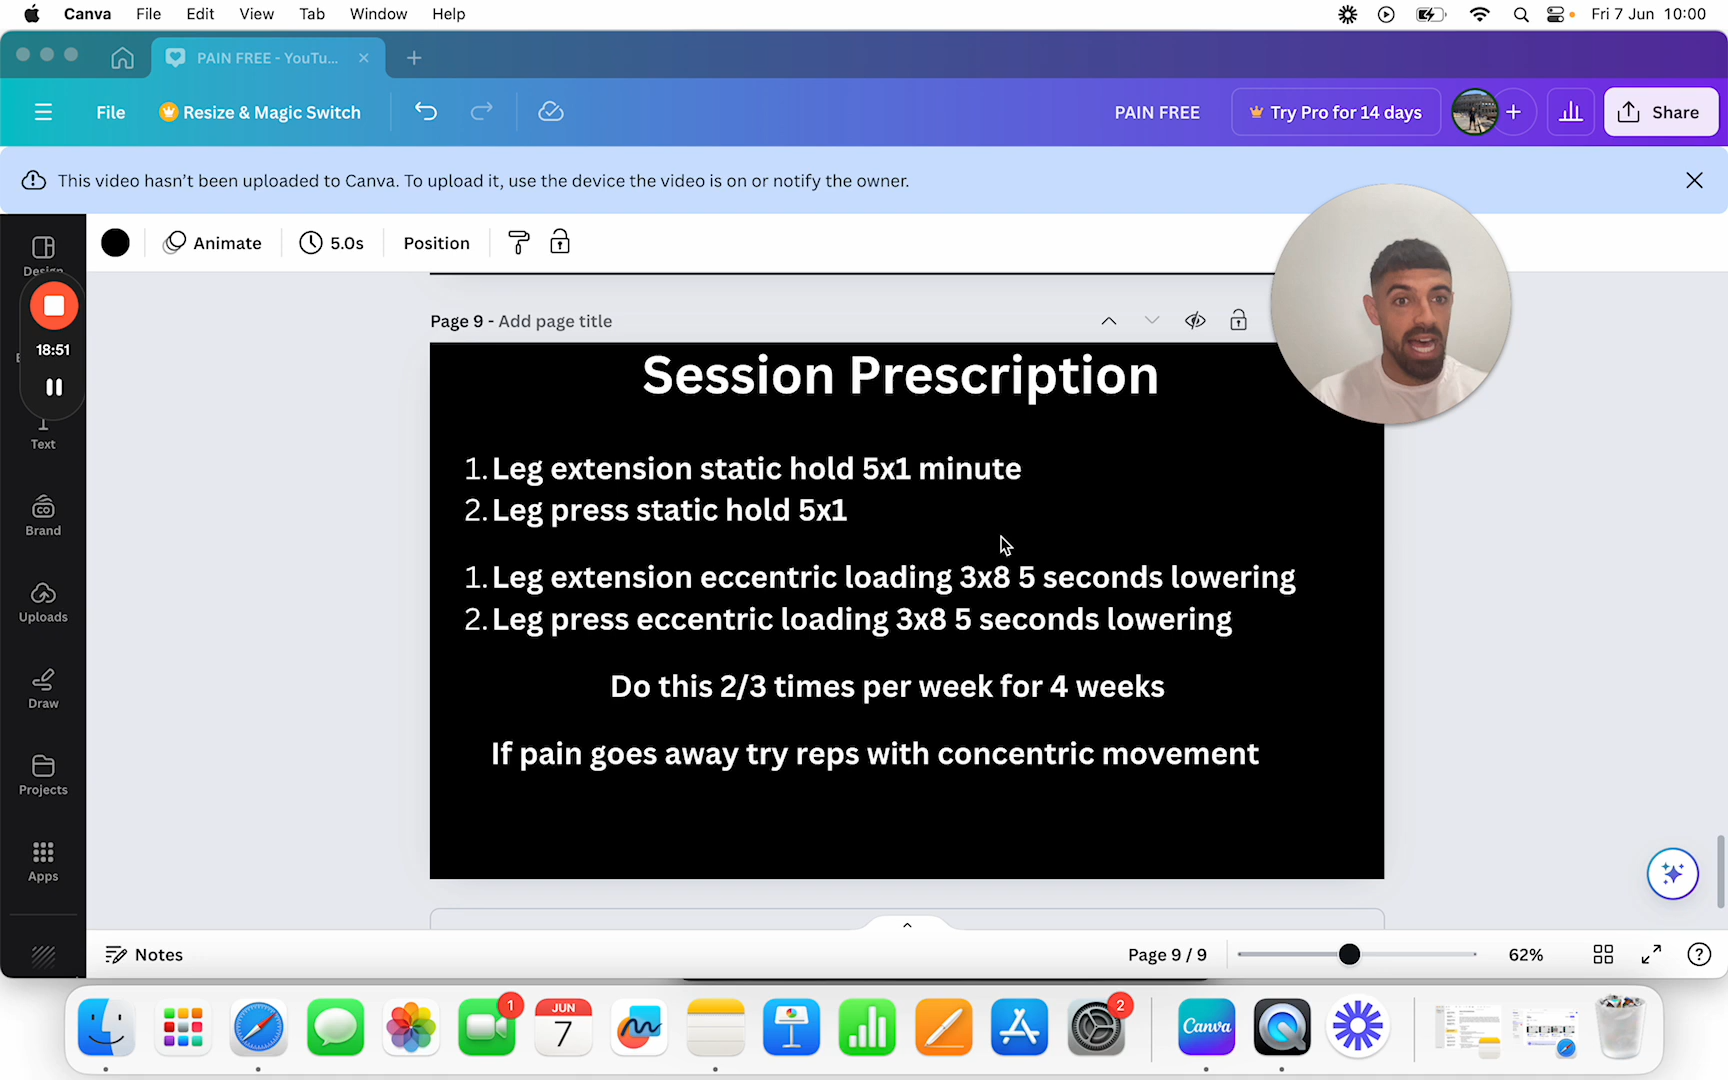 Canva File Edit View Tab Window Help Fri 7 Jun 10:00
PAIN FREE - YouTu...
File Resize & Magic Switch PAIN FREE Try Pro for 14 days Share
This video hasn't been uploaded to Canva. To upload it, use the device the video is on or notify the owner.
Animate 5.0s Position
Design
18:51
Text
Brand
Uploads
Draw
Projects
Apps
Page 9 - Add page title
Session Prescription
1. Leg extension static hold 5x1 minute
2. Leg press static hold 5x1
1. Leg extension eccentric loading 3x8 5 seconds lowering
2. Leg press eccentric loading 3x8 5 seconds lowering
Do this 2/3 times per week for 4 weeks
If pain goes away try reps with concentric movement
Notes Page 9 / 9 62%
1
JUN
7
2
Canva